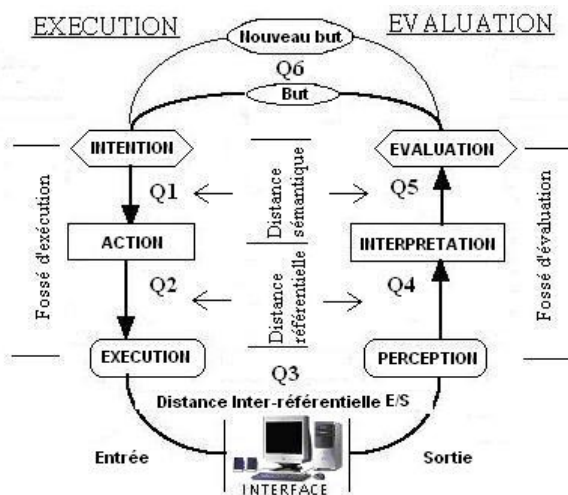 EXECUTION
EVALUATION
Nouveau but
Q6
But
INTENTION
EVALUATION
Q1
Distance
sémantique
Q5
Fossé d'exécution
Fossé d'évaluation
ACTION
INTERPRETATION
Q2
Distance
référentielle
Q4
EXECUTION
PERCEPTION
Q3
Distance Inter-référentielle E/S
Entrée
Sortie
INTERFACE